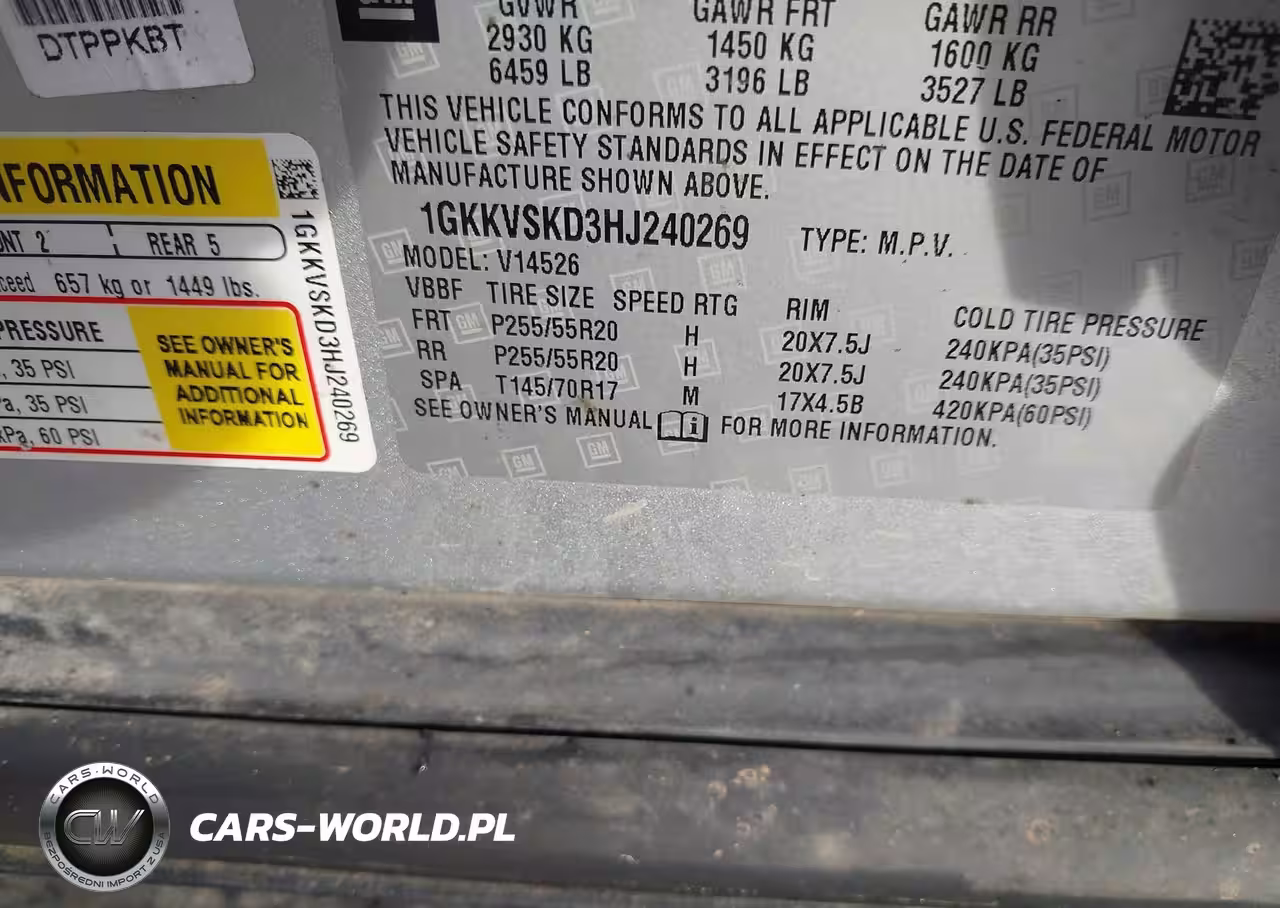 DTPPKBT
GVWR GAWR FRT GAWR RR
2930 KG 1450 KG 1600 KG
6459 LB 3196 LB 3527 LB
THIS VEHICLE CONFORMS TO ALL APPLICABLE U.S. FEDERAL MOTOR
VEHICLE SAFETY STANDARDS IN EFFECT ON THE DATE OF
MANUFACTURE SHOWN ABOVE.
1GKKVSKD3HJ240269 TYPE: M.P.V.
MODEL: V14526
VBBF TIRE SIZE SPEED RTG RIM COLD TIRE PRESSURE
FRT P255/55R20 H 20X7.5J 240KPA(35PSI)
RR P255/55R20 H 20X7.5J 240KPA(35PSI)
SPA T145/70R17 M 17X4.5B 420KPA(60PSI)
SEE OWNER'S MANUAL i FOR MORE INFORMATION.
NFORMATION
NT 2 REAR 5
ceed 657 kg or 1449 lbs.
PRESSURE
, 35 PSI
a, 35 PSI
kPa, 60 PSI
SEE OWNER'S
MANUAL FOR
ADDITIONAL
INFORMATION
1GKKVSKD3HJ240269
CARS-WORLD
CW
BEZPOŚREDNI IMPORT Z USA
CARS-WORLD.PL